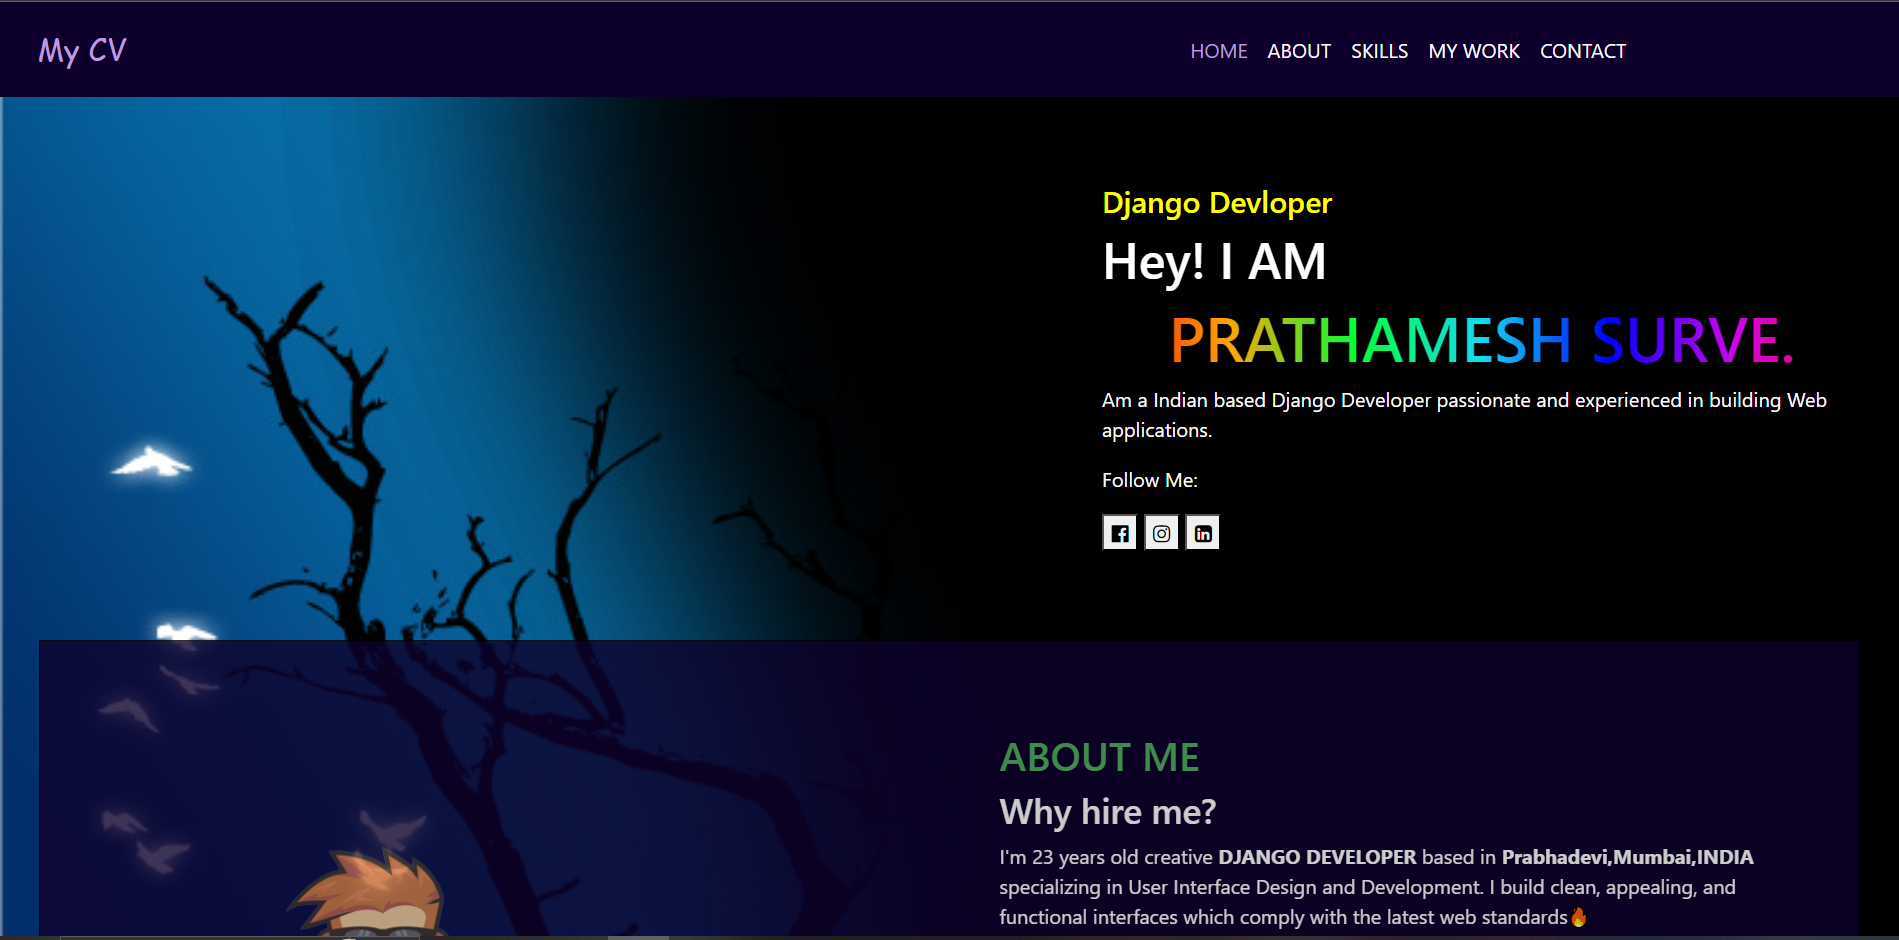 My CV
HOME ABOUT SKILLS MY WORK CONTACT
Django Devloper
Hey! I AM
PRATHAMESH SURVE.
Am a Indian based Django Developer passionate and experienced in building Web
applications.
Follow Me:
ABOUT ME
Why hire me?
I'm 23 years old creative DJANGO DEVELOPER based in Prabhadevi,Mumbai,INDIA
specializing in User Interface Design and Development. I build clean, appealing, and
functional interfaces which comply with the latest web standards🔥